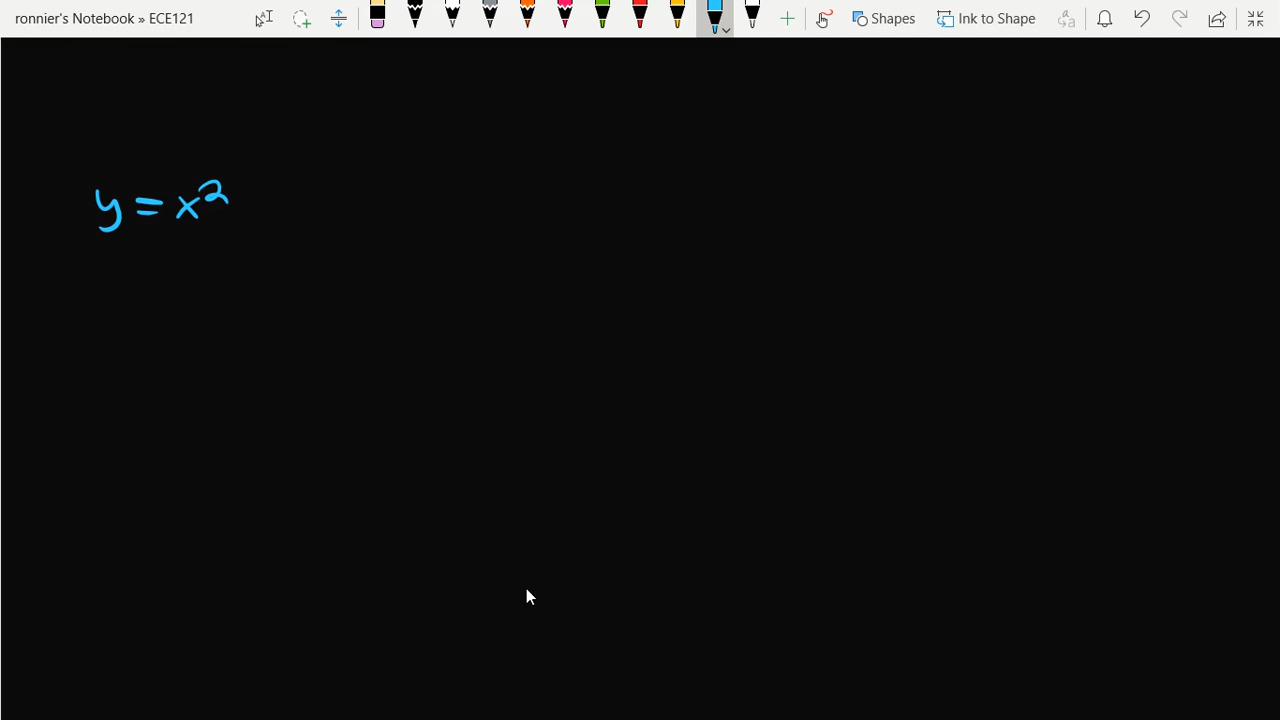 ronnier's Notebook » ECE121 Shapes Ink to Shape
y = x²